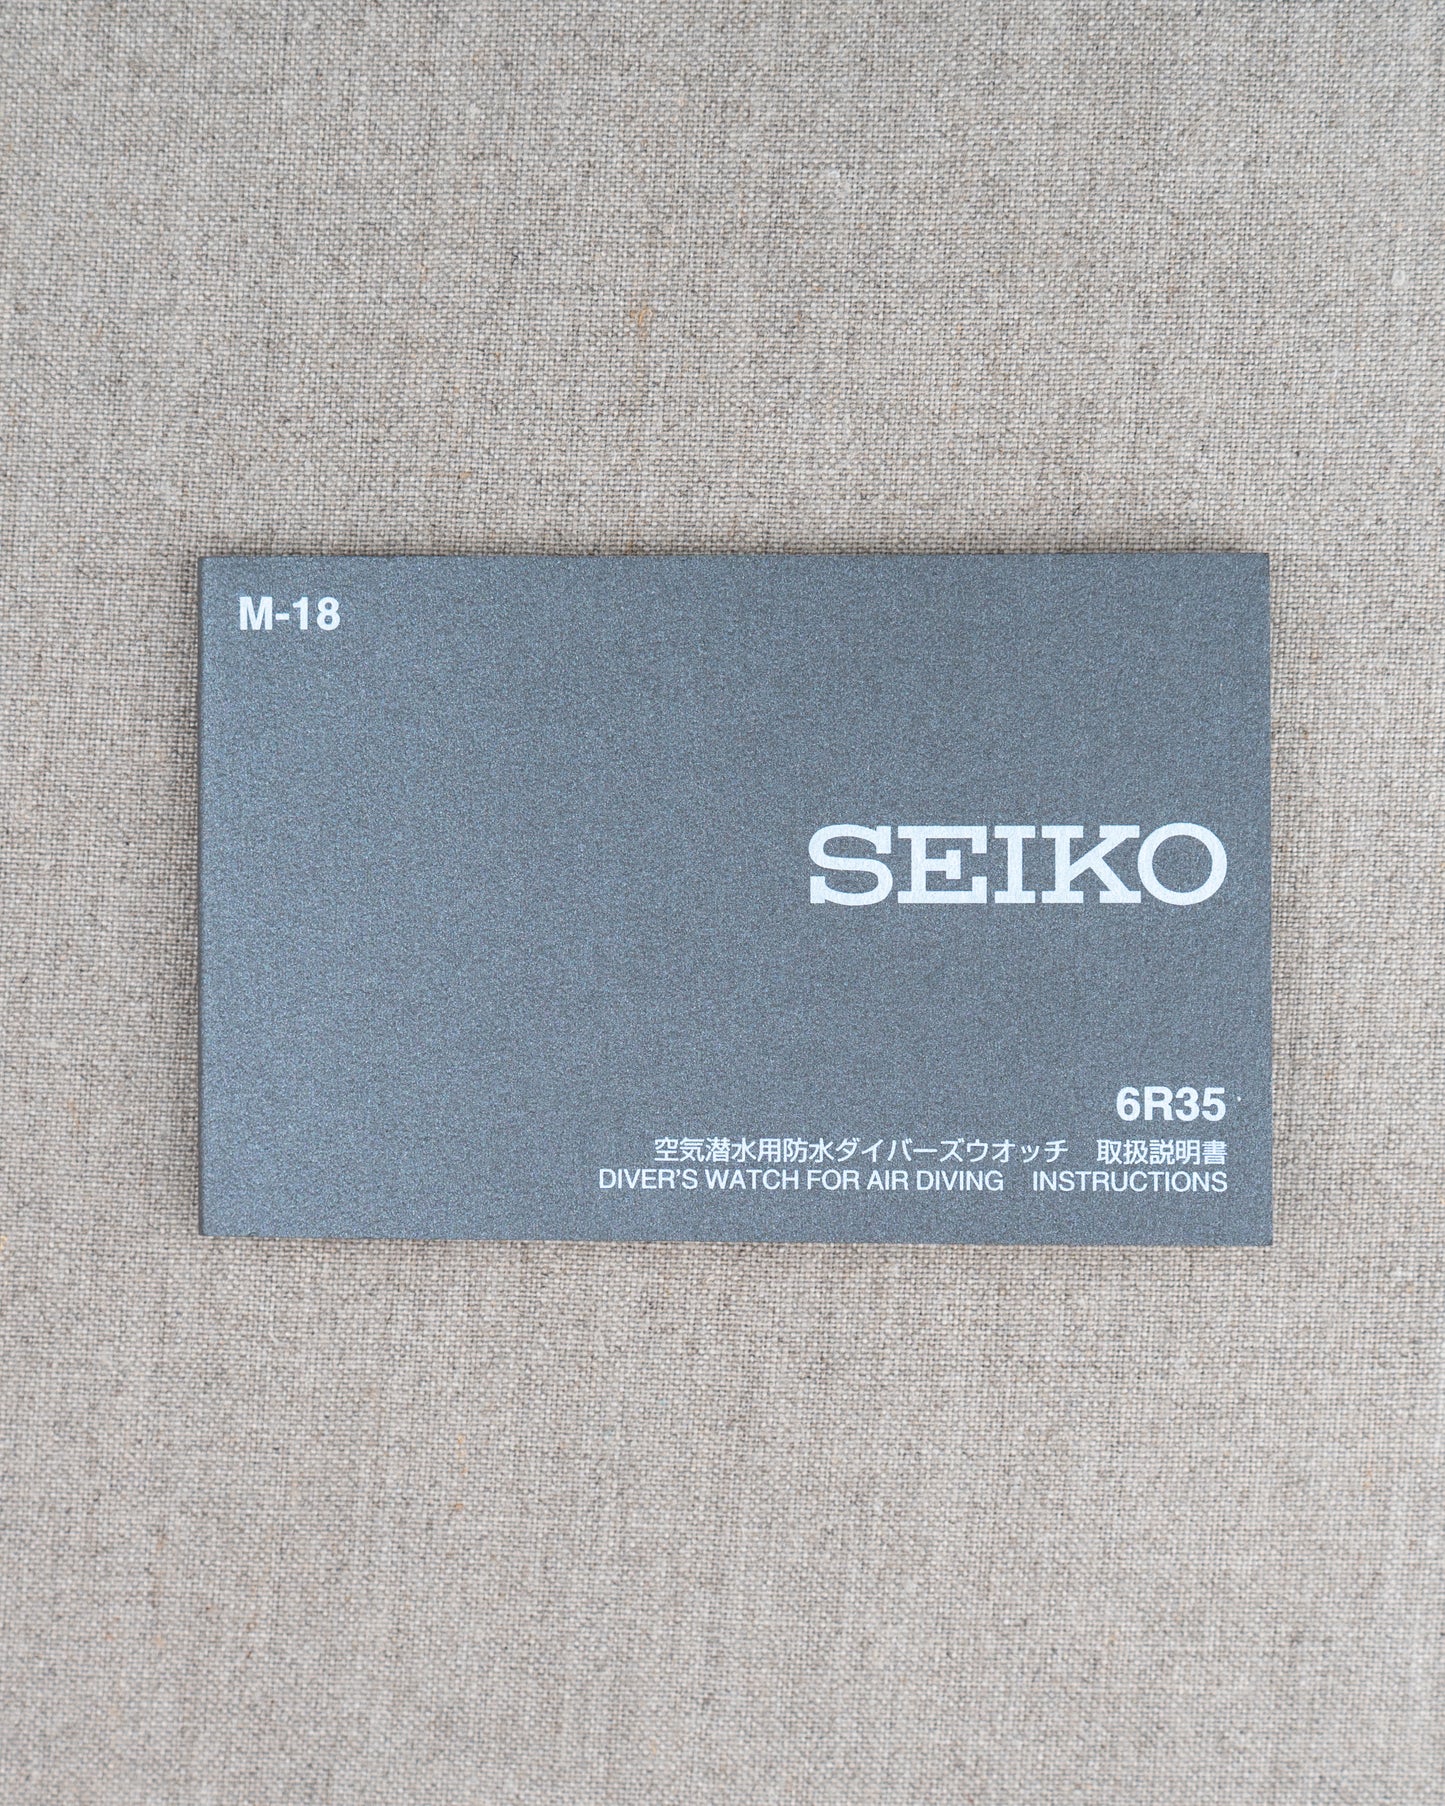 M-18
SEIKO
6R35
空気潜水用防水ダイバーズウオッチ　取扱説明書
DIVER'S WATCH FOR AIR DIVING　INSTRUCTIONS